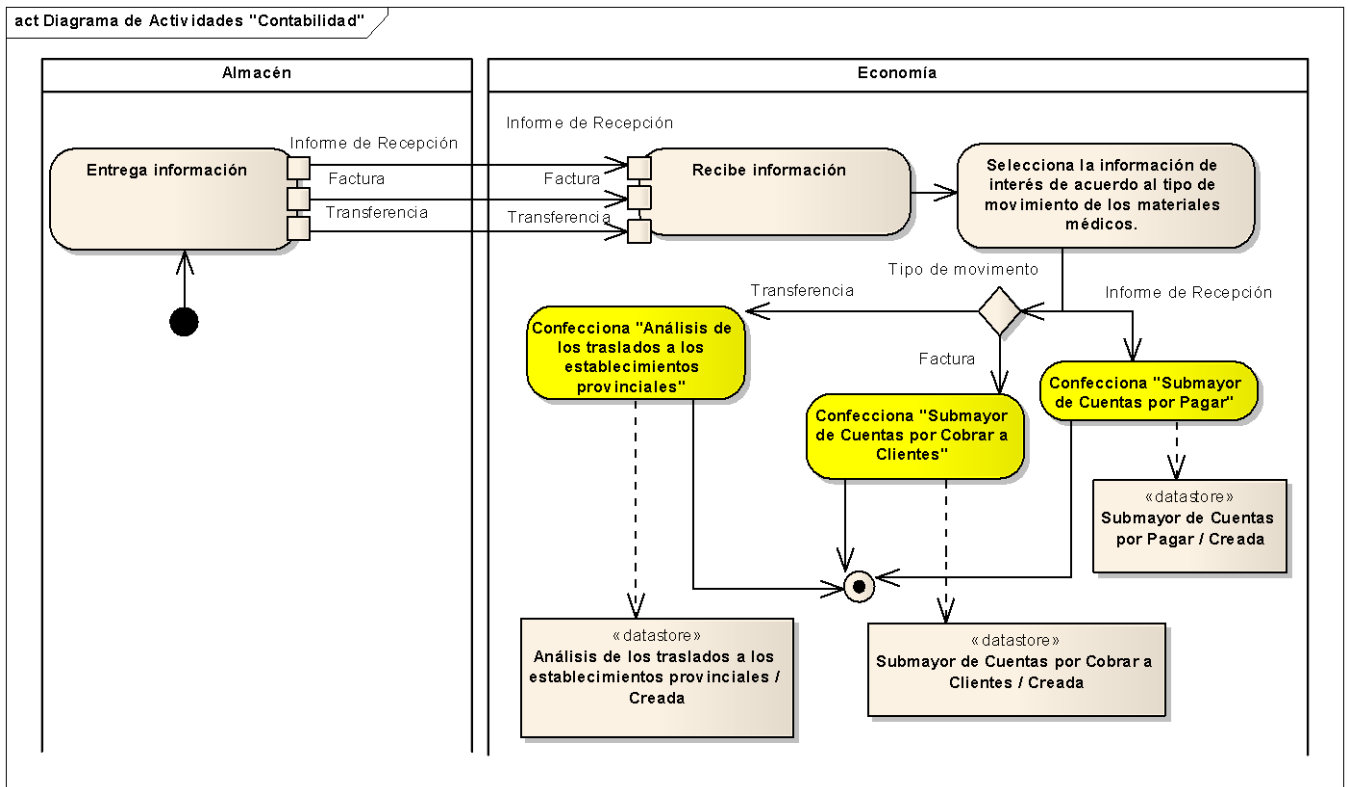 act Diagrama de Actividades "Contabilidad"
Almacén
Economía
Informe de Recepción
Informe de Recepción
Entrega información
Factura
Transferencia
Factura
Transferencia
Recibe información
Selecciona la información de
interés de acuerdo al tipo de
movimiento de los materiales
médicos.
Tipo de movimento
Transferencia
Informe de Recepción
Factura
Confecciona "Análisis de
los traslados a los
establecimientos
provinciales"
Confecciona "Submayor
de Cuentas por Cobrar a
Clientes"
Confecciona "Submayor
de Cuentas por Pagar"
«datastore»
Submayor de Cuentas
por Pagar / Creada
«datastore»
Análisis de los traslados a los
establecimientos provinciales /
Creada
«datastore»
Submayor de Cuentas por Cobrar a
Clientes / Creada